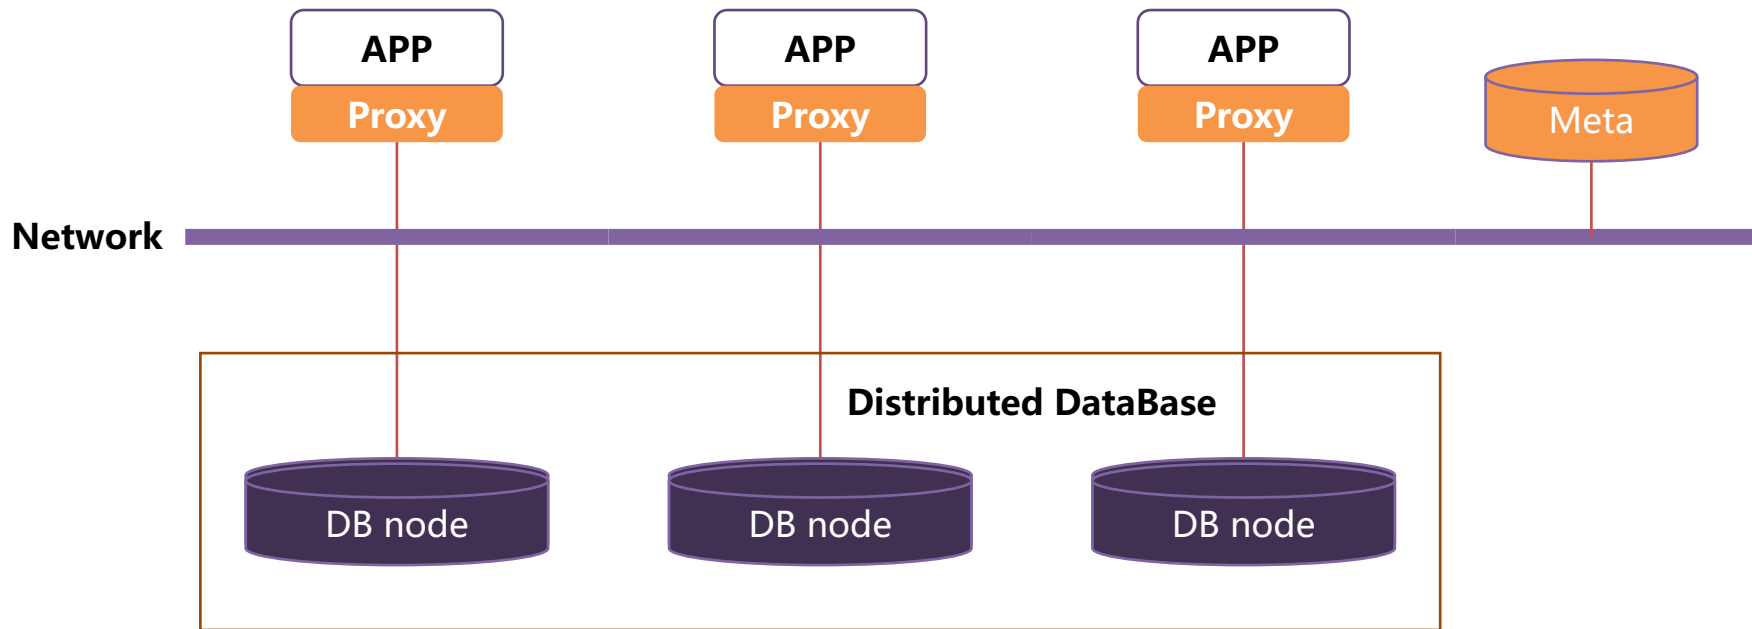 APP
APP
APP
Proxy
Proxy
Proxy
Meta
Network
Distributed DataBase
DB node
DB node
DB node